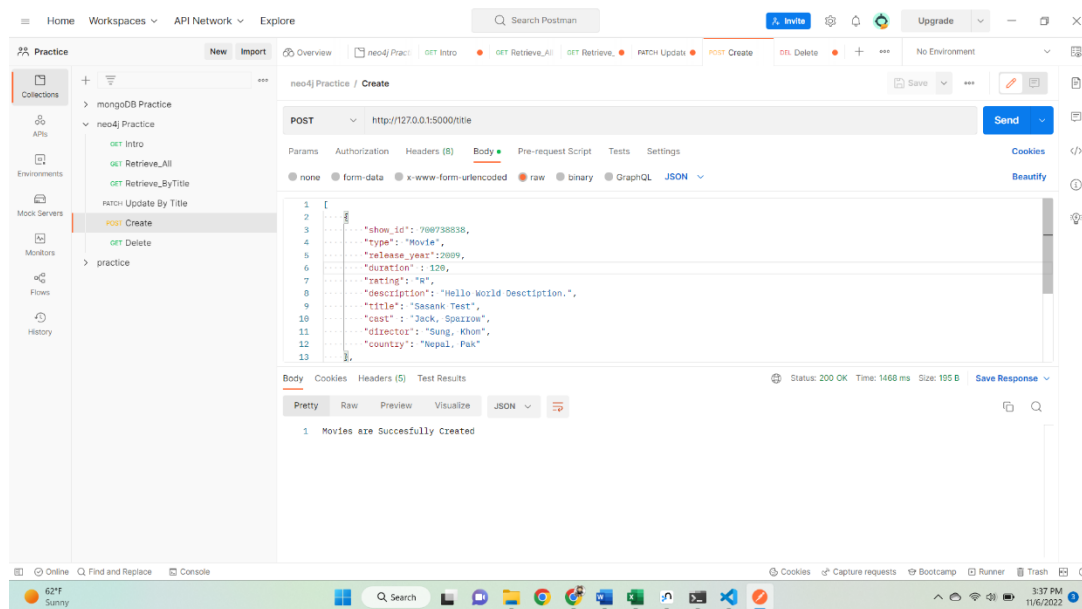 Home Workspaces API Network Explore Search Postman Invite Upgrade
Practice New Import Overview neo4j Pract GET Intro GET Retrieve_All GET Retrieve_ PATCH Update POST Create DEL Delete No Environment
neo4j Practice / Create Save
Collections
APIs
Environments
Mock Servers
Monitors
Flows
History
mongoDB Practice
neo4j Practice
GET Intro
GET Retrieve_All
GET Retrieve_ByTitle
PATCH Update By Title
POST Create
GET Delete
practice
POST http://127.0.0.1:5000/title Send
Params Authorization Headers (8) Body Pre-request Script Tests Settings Cookies
none form-data x-www-form-urlencoded raw binary GraphQL JSON Beautify
1 [
2 {
3 "show_id": 700738838,
4 "type": "Movie",
5 "release_year":2009,
6 "duration" : 120,
7 "rating": "R",
8 "description": "Hello World Desctiption.",
9 "title": "Sasank Test",
10 "cast" : "Jack, Sparrow",
11 "director": "Sung, Khom",
12 "country": "Nepal, Pak"
13 },
Body Cookies Headers (5) Test Results Status: 200 OK Time: 1468 ms Size: 195 B Save Response
Pretty Raw Preview Visualize JSON
1 Movies are Succesfully Created
Online Find and Replace Console Cookies Capture requests Bootcamp Runner Trash
62°F
Sunny
Search
3:37 PM
11/6/2022
3